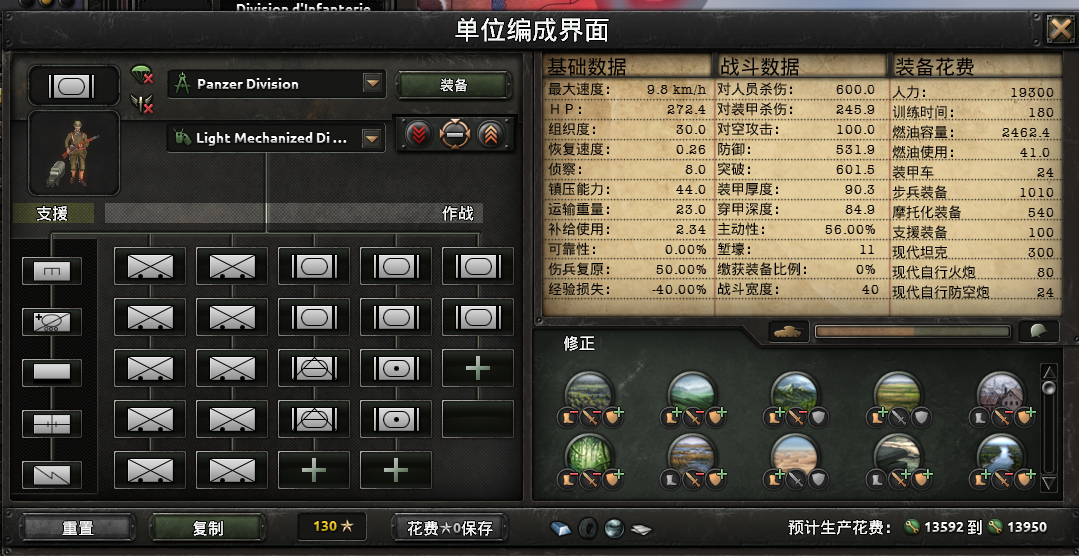 Division d'Infanterie
单位编成界面
Panzer Division
装备
Light Mechanized Di ...
支援
作战
基础数据
最大速度: 9.8 km/h
HP: 272.4
组织度: 30.0
恢复速度: 0.26
侦察: 8.0
镇压能力: 44.0
运输重量: 23.0
补给使用: 2.34
可靠性: 0.00%
伤兵复原: 50.00%
经验损失: -40.00%
战斗数据
对人员杀伤: 600.0
对装甲杀伤: 245.9
对空攻击: 100.0
防御: 531.9
突破: 601.5
装甲厚度: 90.3
穿甲深度: 84.9
主动性: 56.00%
堑壕: 11
缴获装备比例: 0%
战斗宽度: 40
装备花费
人力: 19300
训练时间: 180
燃油容量: 2462.4
燃油使用: 41.0
装甲车 24
步兵装备 1010
摩托化装备 540
支援装备 100
现代坦克 300
现代自行火炮 80
现代自行防空炮 24
修正
重置
复制
130
花费★0保存
预计生产花费: 13592 到 13950